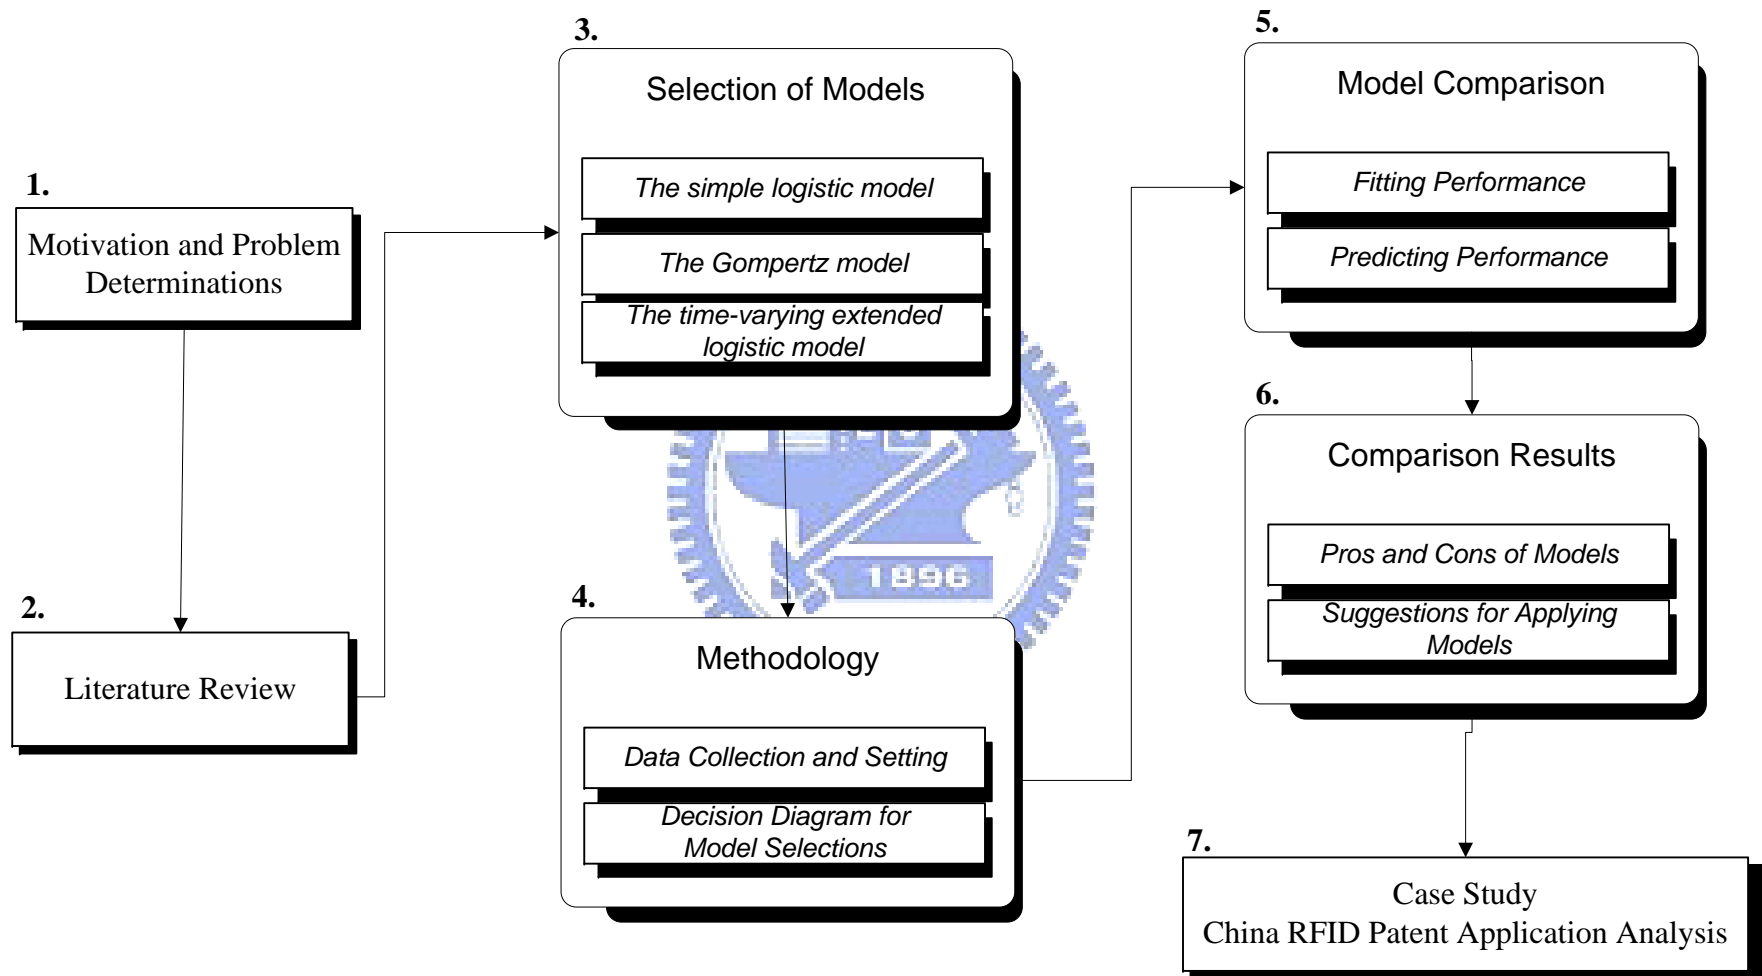 1.
Motivation and Problem
Determinations
2.
Literature Review
3.
Selection of Models
The simple logistic model
The Gompertz model
The time-varying extended
logistic model
4.
Methodology
Data Collection and Setting
Decision Diagram for
Model Selections
5.
Model Comparison
Fitting Performance
Predicting Performance
6.
Comparison Results
Pros and Cons of Models
Suggestions for Applying
Models
7.
Case Study
China RFID Patent Application Analysis
1896